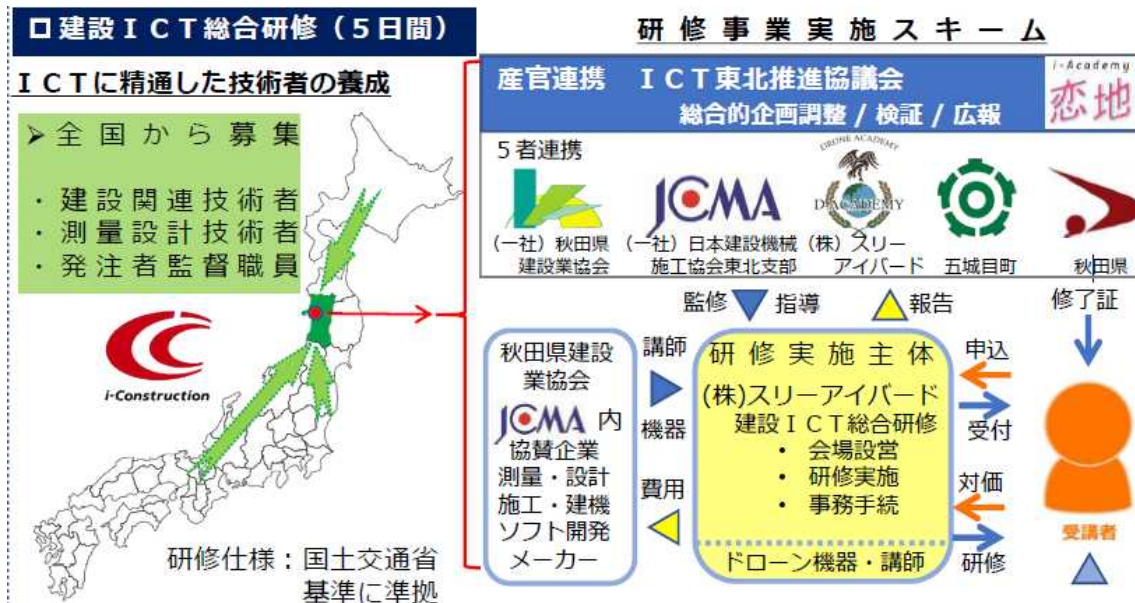 建設ＩＣＴ総合研修（５日間）
ＩＣＴに精通した技術者の養成
➢全国から募集
・建設関連技術者
・測量設計技術者
・発注者監督職員
i-Construction
研修仕様：国土交通省
基準に準拠
研修事業実施スキーム
産官連携　ＩＣＴ東北推進協議会
総合的企画調整 / 検証 / 広報
i-Academy
恋地
５者連携
JCMA
DRONE ACADEMY
D-ACADEMY
（一社）秋田県
建設業協会
（一社）日本建設機械
施工協会東北支部
（株）スリー
アイバード
五城目町
秋田県
監修
指導
報告
修了証
秋田県建設
業協会
JCMA 内
協賛企業
測量・設計
施工・建機
ソフト開発
メーカー
講師
機器
費用
研修実施主体
(株)スリーアイバード
建設ＩＣＴ総合研修
・ 会場設営
・ 研修実施
・ 事務手続
ドローン機器・講師
申込
受付
対価
研修
受講者